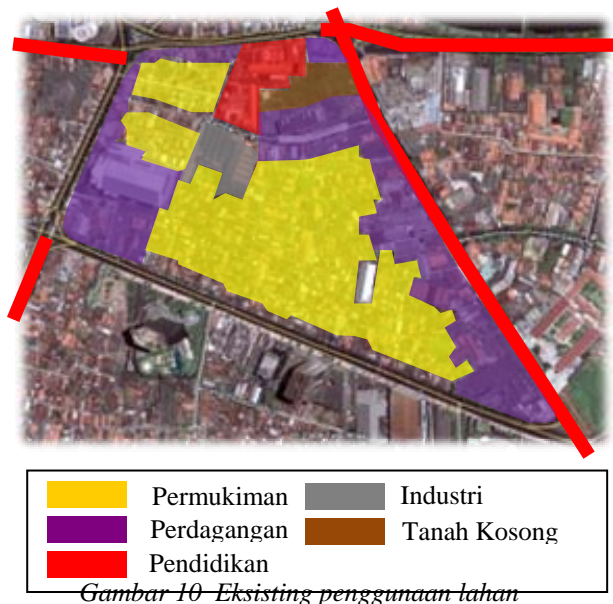 Permukiman
Industri
Perdagangan
Tanah Kosong
Pendidikan
Gambar 10 Eksisting penggunaan lahan